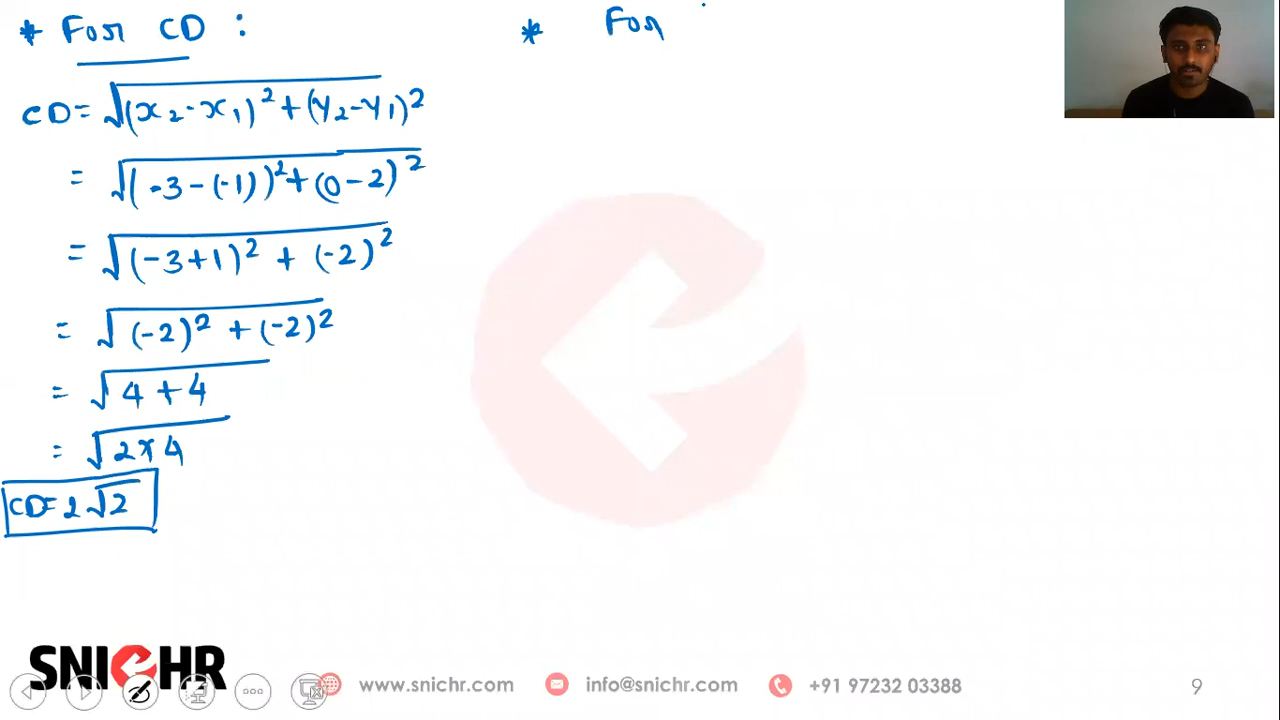 * For CD :
CD = √(x₂ - x₁)² + (y₂ - y₁)²
= √(-3 - (-1))² + (0 - 2)²
= √(-3+1)² + (-2)²
= √(-2)² + (-2)²
= √4 + 4
= √2×4
CD = 2√2
* For
SNICHR
www.snichr.com info@snichr.com +91 97232 03388 9